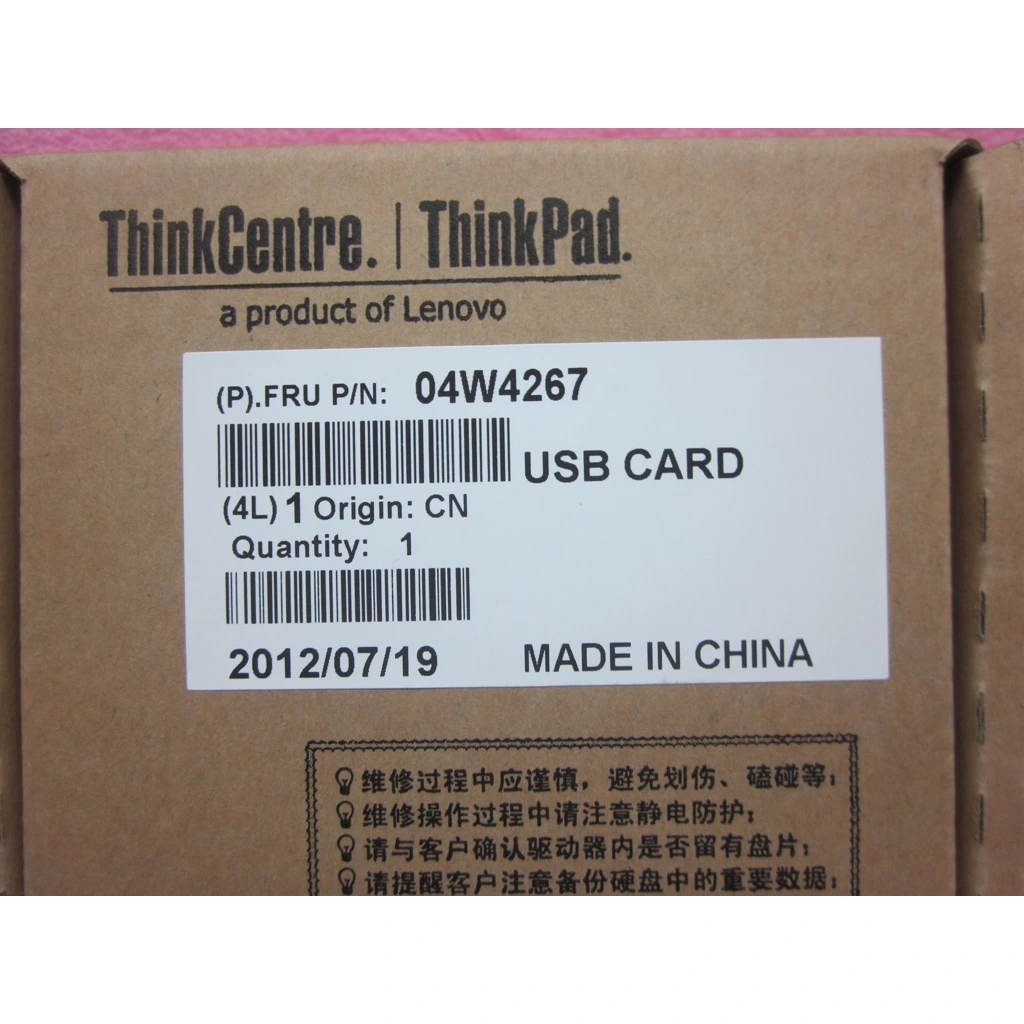 ThinkCentre. | ThinkPad.
a product of Lenovo
(P).FRU P/N: 04W4267
USB CARD
(4L) 1 Origin: CN
Quantity: 1
2012/07/19 MADE IN CHINA
维修过程中应谨慎，避免划伤、磕碰等；
维修操作过程中请注意静电防护；
请与客户确认驱动器内是否留有盘片；
请提醒客户注意备份硬盘中的重要数据；